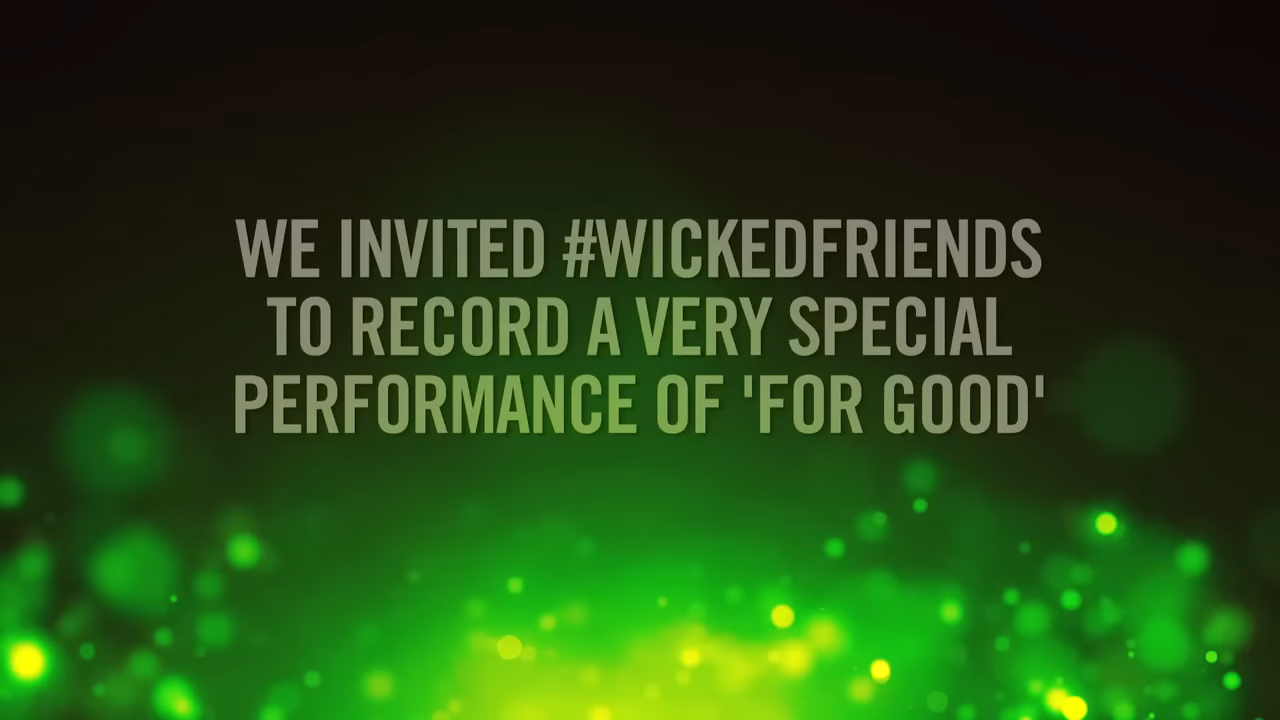 WE INVITED #WICKEDFRIENDS
TO RECORD A VERY SPECIAL
PERFORMANCE OF 'FOR GOOD'